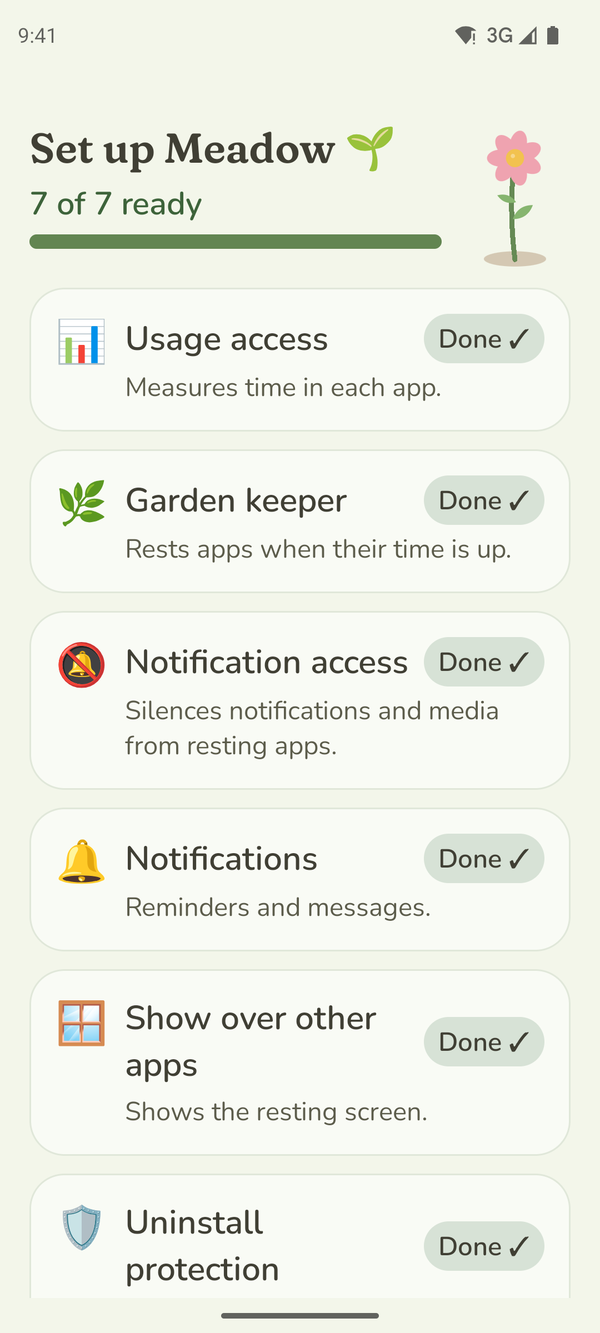 9:41
3G
Set up Meadow 🌱
7 of 7 ready
Usage access
Done ✓
Measures time in each app.
Garden keeper
Done ✓
Rests apps when their time is up.
Notification access
Done ✓
Silences notifications and media
from resting apps.
Notifications
Done ✓
Reminders and messages.
Show over other
apps
Done ✓
Shows the resting screen.
Uninstall
protection
Done ✓